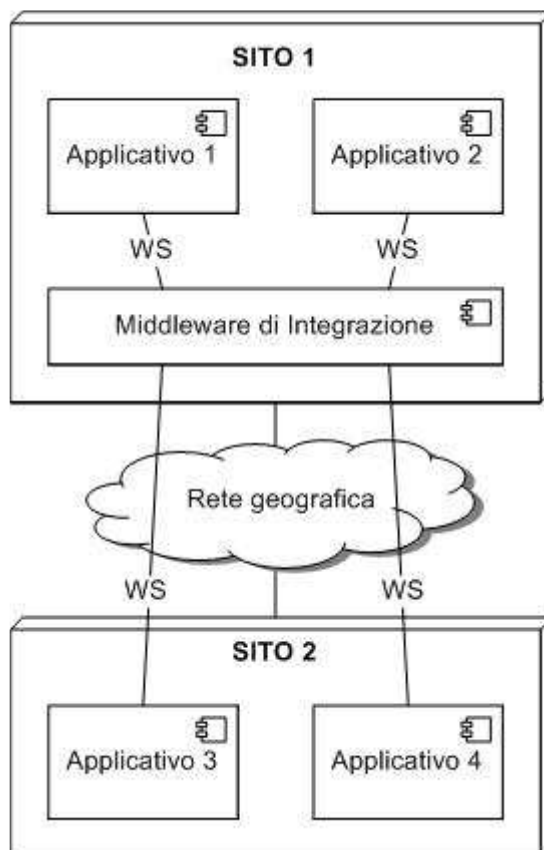 SITO 1
Applicativo 1
Applicativo 2
WS
WS
Middleware di Integrazione
Rete geografica
WS
WS
SITO 2
Applicativo 3
Applicativo 4